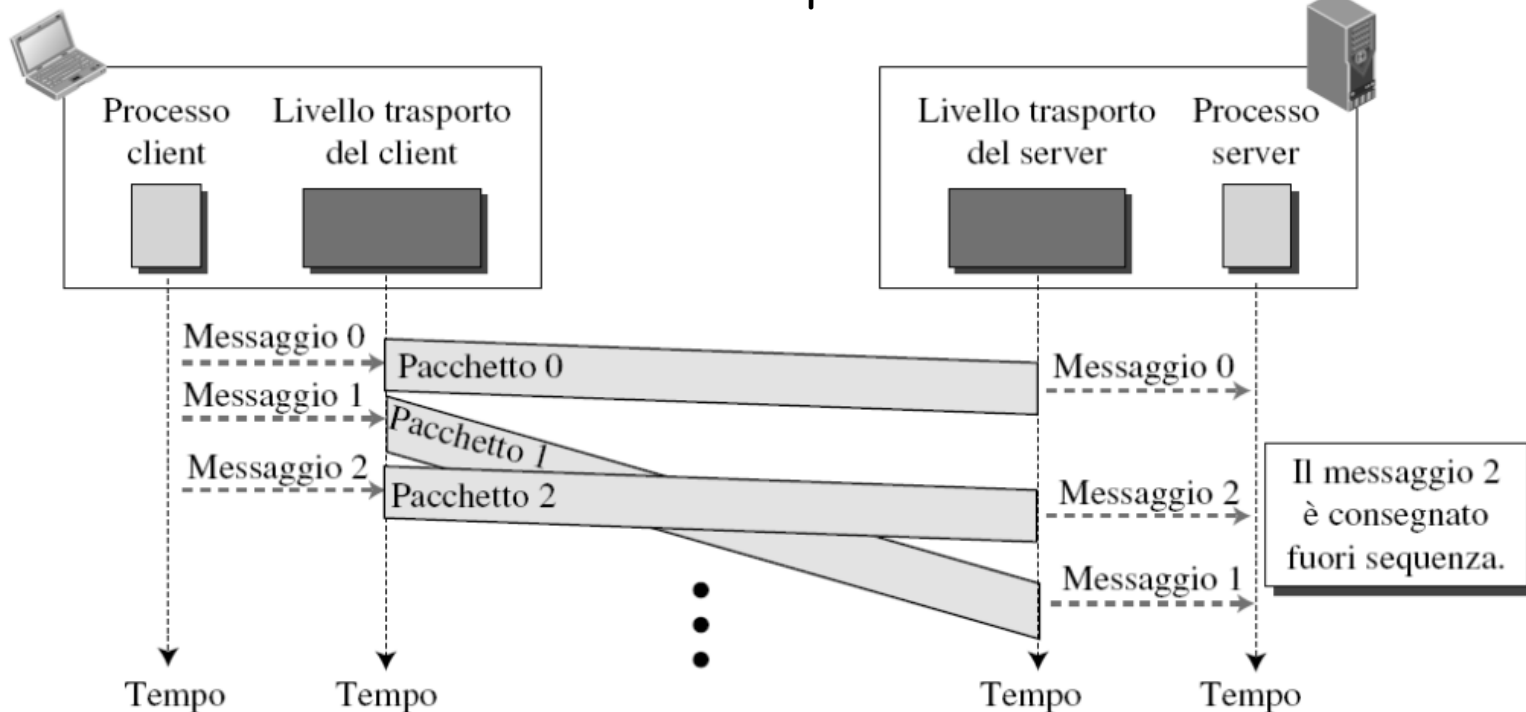 Processo
client
Livello trasporto
del client
Livello trasporto
del server
Processo
server
Messaggio 0
Pacchetto 0
Messaggio 0
Messaggio 1
Pacchetto 1
Messaggio 2
Pacchetto 2
Messaggio 2
Il messaggio 2
è consegnato
fuori sequenza.
Messaggio 1
Tempo
Tempo
Tempo
Tempo